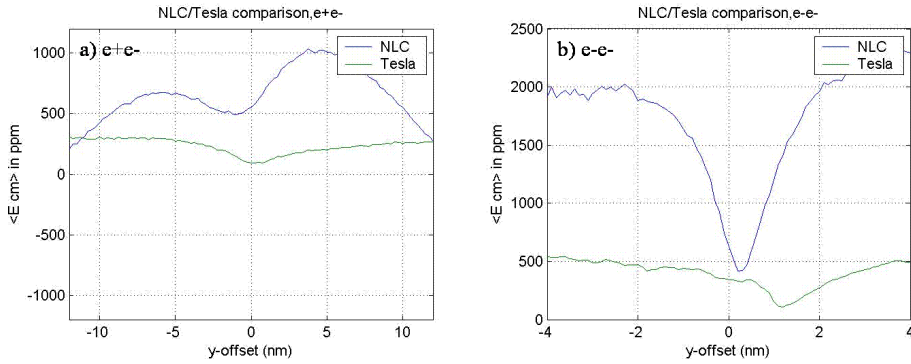 NLC/Tesla comparison,e+e-
a) e+e-
NLC
Tesla
1000
500
0
-500
-1000
<E cm> in ppm
-10
-5
0
5
10
y-offset (nm)
NLC/Tesla comparison,e-e-
b) e-e-
NLC
Tesla
2500
2000
1500
1000
500
0
<E cm> in ppm
-4
-2
0
2
4
y-offset (nm)